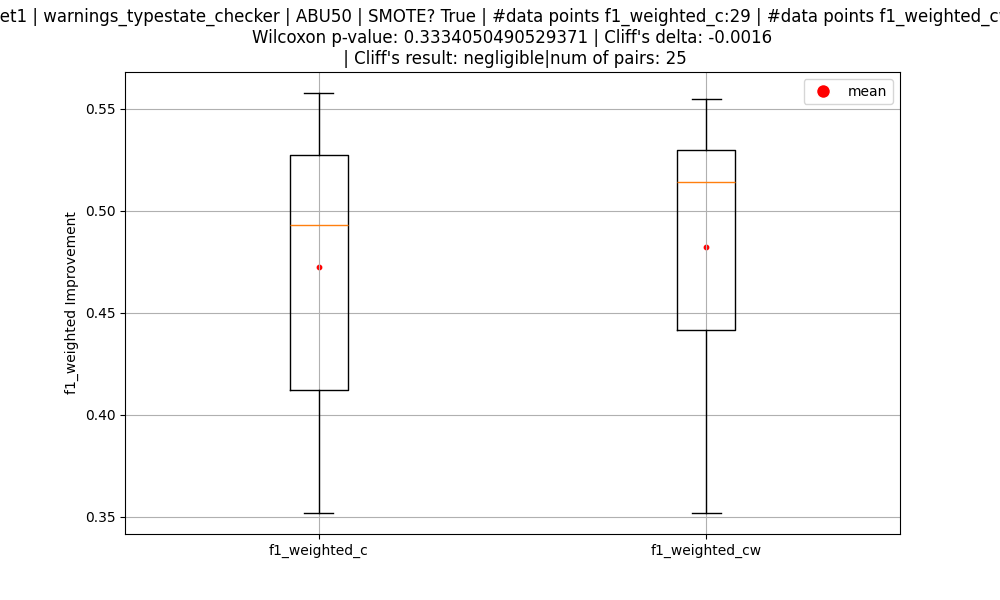 et1 | warnings_typestate_checker | ABU50 | SMOTE? True | #data points f1_weighted_c:29 | #data points f1_weighted_c
Wilcoxon p-value: 0.3334050490529371 | Cliff's delta: -0.0016
| Cliff's result: negligible|num of pairs: 25
mean
0.55
0.50
0.45
0.40
0.35
f1_weighted Improvement
f1_weighted_c
f1_weighted_cw